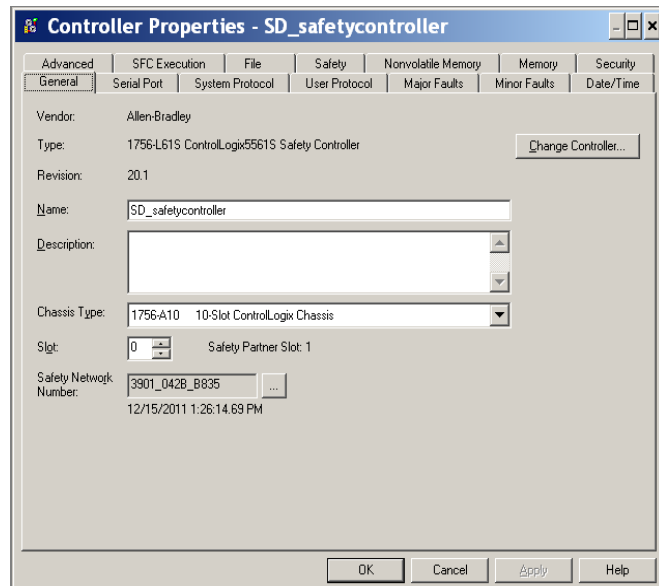 Controller Properties - SD_safetycontroller
Advanced SFC Execution File Safety Nonvolatile Memory Memory Security
General Serial Port System Protocol User Protocol Major Faults Minor Faults Date/Time
Vendor: Allen-Bradley
Type: 1756-L61S ControlLogix5561S Safety Controller Change Controller...
Revision: 20.1
Name: SD_safetycontroller
Description:
Chassis Type: 1756-A10 10-Slot ControlLogix Chassis
Slot: 0 Safety Partner Slot: 1
Safety Network
Number: 3901_042B_B835 ...
12/15/2011 1:26:14.69 PM
OK Cancel Apply Help